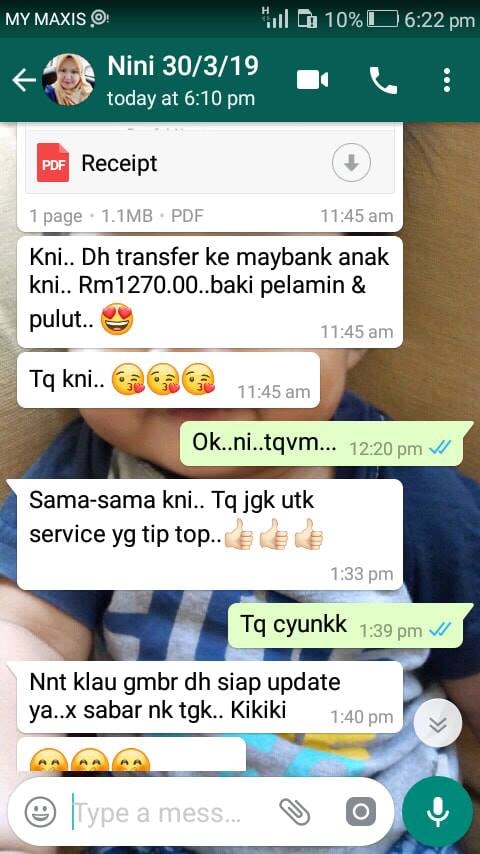 MY MAXIS H 10% 6:22 pm
Nini 30/3/19
today at 6:10 pm
PDF Receipt
1 page • 1.1MB • PDF 11:45 am
Kni.. Dh transfer ke maybank anak
kni.. Rm1270.00..baki pelamin &
pulut.. 😍 11:45 am
Tq kni.. 😘😘😘 11:45 am
Ok..ni..tqvm... 12:20 pm
Sama-sama kni.. Tq jgk utk
service yg tip top..👍🏻👍🏻👍🏻
1:33 pm
Tq cyunkk 1:39 pm
Nnt klau gmbr dh siap update
ya..x sabar nk tgk.. Kikiki 1:40 pm
Type a mess...